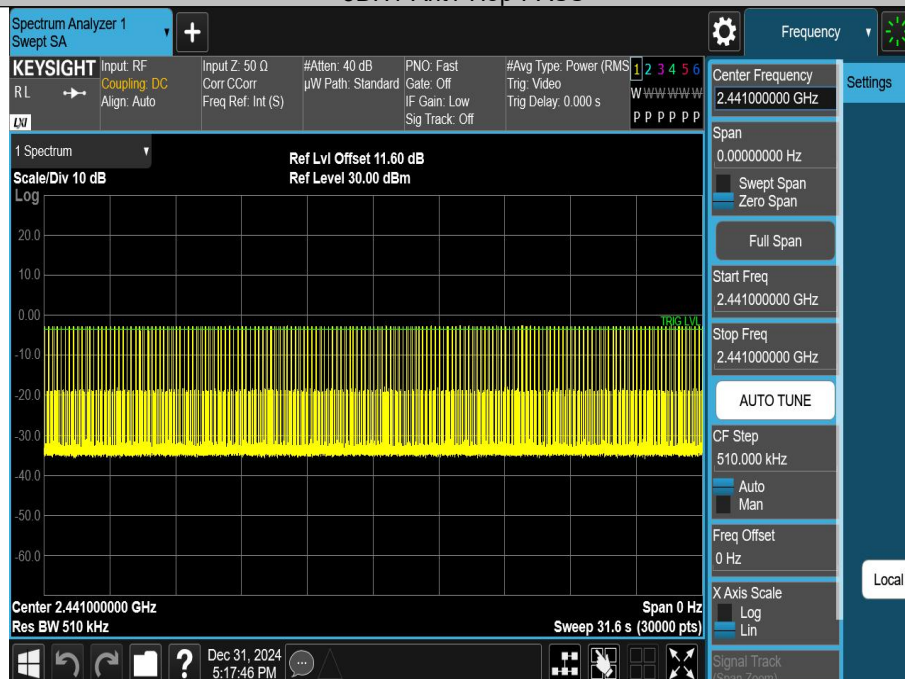 Spectrum Analyzer 1
Swept SA
Frequency
KEYSIGHT
RL
LXI
Input: RF
Coupling: DC
Align: Auto
Input Z: 50 Ω
Corr CCorr
Freq Ref: Int (S)
#Atten: 40 dB
µW Path: Standard
PNO: Fast
Gate: Off
IF Gain: Low
Sig Track: Off
#Avg Type: Power (RMS
Trig: Video
Trig Delay: 0.000 s
1 2 3 4 5 6
W W W W W W
P P P P P P
1 Spectrum
Scale/Div 10 dB
Log
Ref Lvl Offset 11.60 dB
Ref Level 30.00 dBm
20.0
10.0
0.00
TRIG LVL
-10.0
-20.0
-30.0
-40.0
-50.0
-60.0
Center 2.441000000 GHz
Res BW 510 kHz
Span 0 Hz
Sweep 31.6 s (30000 pts)
Dec 31, 2024
5:17:46 PM
Center Frequency
2.441000000 GHz
Settings
Span
0.00000000 Hz
Swept Span
Zero Span
Full Span
Start Freq
2.441000000 GHz
Stop Freq
2.441000000 GHz
AUTO TUNE
CF Step
510.000 kHz
Auto
Man
Freq Offset
0 Hz
Local
X Axis Scale
Log
Lin
Signal Track
(Span Zoom)